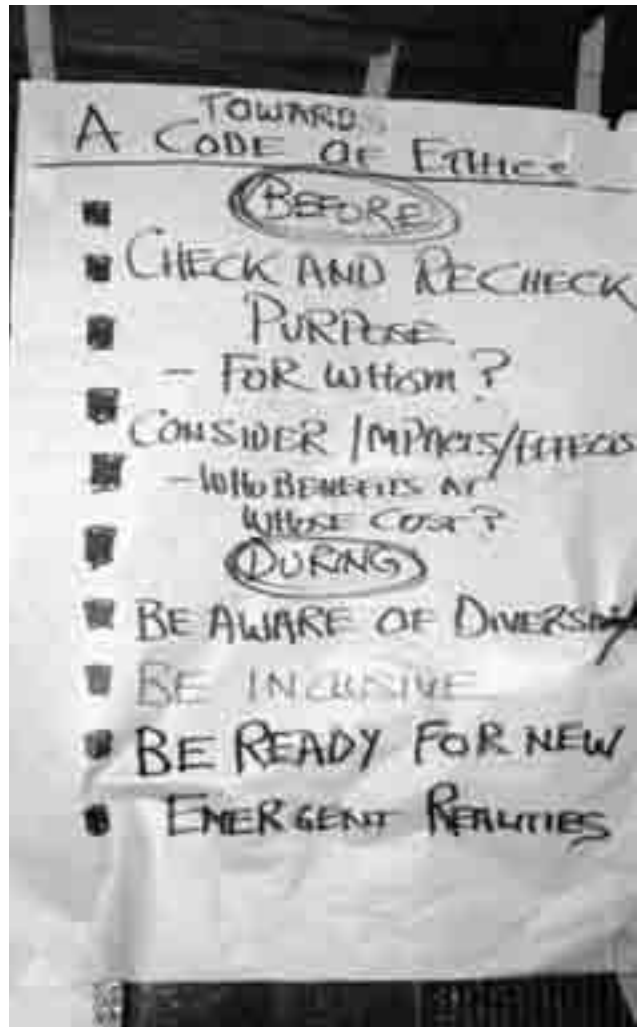 TOWARDS
A CODE OF ETHICS
BEFORE
CHECK AND RECHECK
PURPOSE
- FOR WHOM?
CONSIDER IMPACTS/EFFECTS
- WHO BENEFITS AT
WHOSE COST?
DURING
BE AWARE OF DIVERSITY
BE INCLUSIVE
BE READY FOR NEW
EMERGENT REALITIES